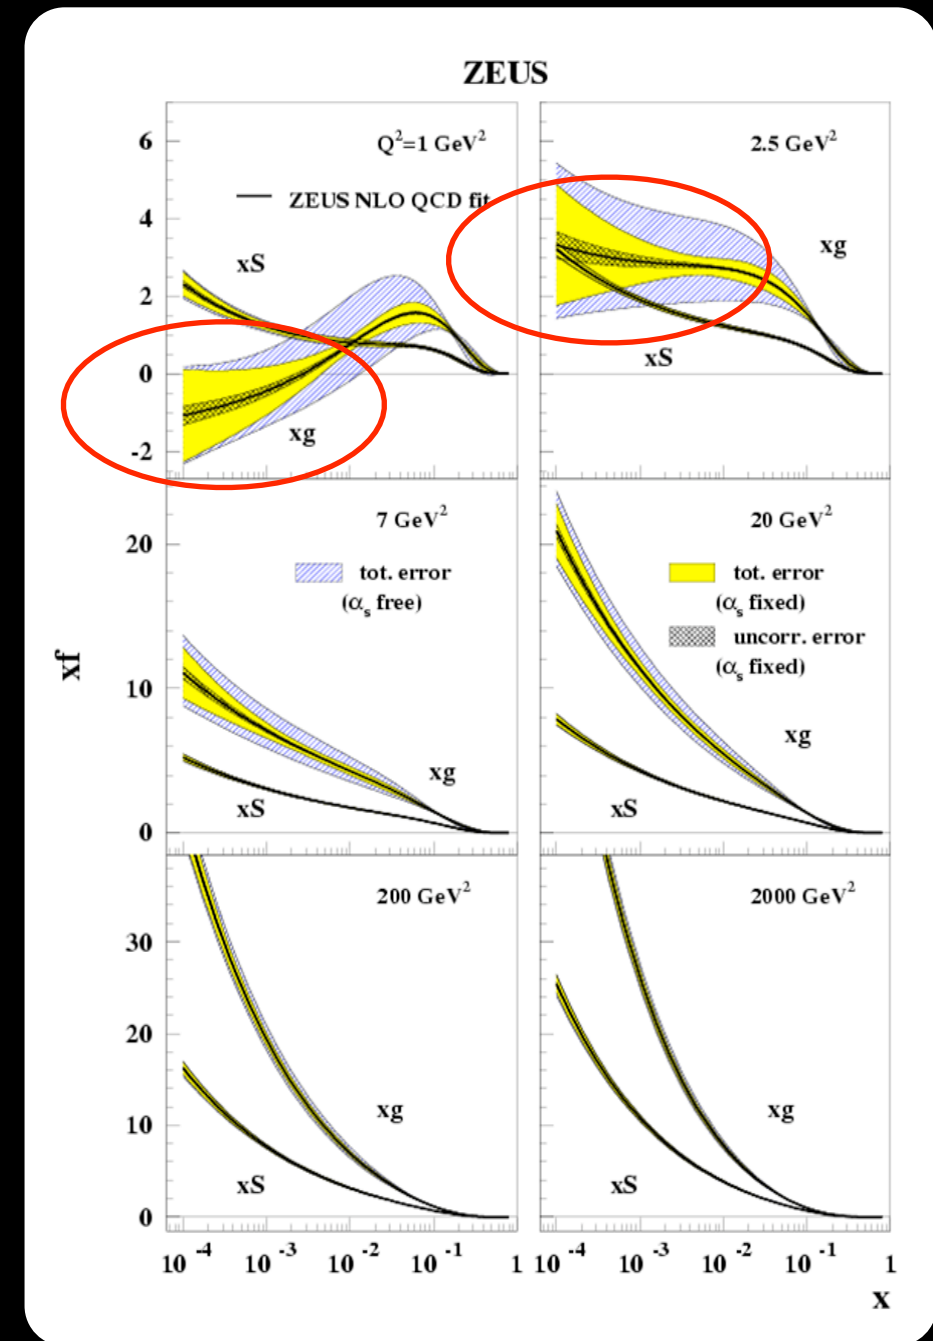 ZEUS
Q²=1 GeV²
2.5 GeV²
ZEUS NLO QCD fit
xS
xg
xg
xS
6
4
2
0
-2
7 GeV²
20 GeV²
tot. error
(αₛ free)
tot. error
(αₛ fixed)
uncorr. error
(αₛ fixed)
xg
xS
xg
xS
20
10
0
xf
200 GeV²
2000 GeV²
xg
xS
xg
xS
30
20
10
0
10⁻⁴ 10⁻³ 10⁻² 10⁻¹ 1
10⁻⁴ 10⁻³ 10⁻² 10⁻¹ 1
x